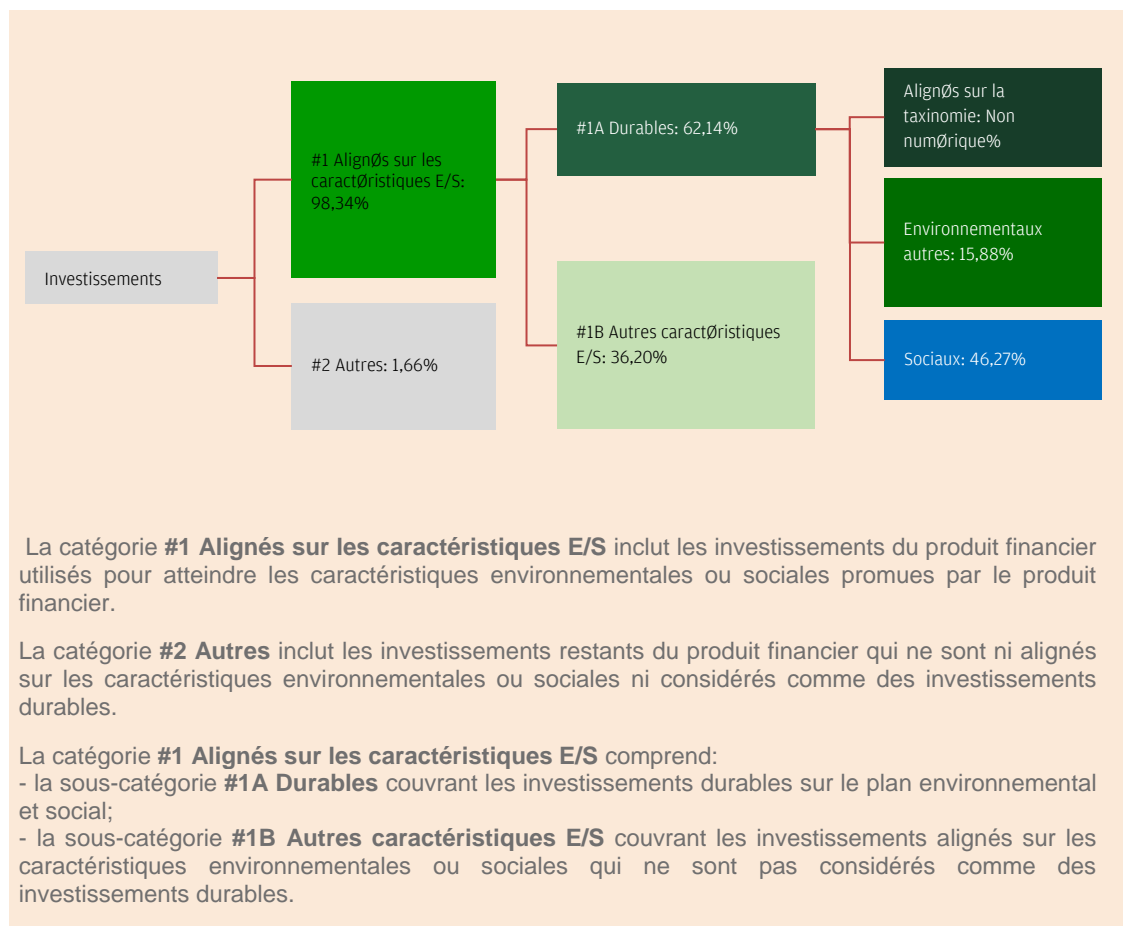 Investissements
#1 AlignØs sur les
caractØristiques E/S:
98,34%
#2 Autres: 1,66%
#1A Durables: 62,14%
#1B Autres caractØristiques
E/S: 36,20%
AlignØs sur la
taxinomie: Non
numØrique%
Environnementaux
autres: 15,88%
Sociaux: 46,27%
La catégorie #1 Alignés sur les caractéristiques E/S inclut les investissements du produit financier
utilisés pour atteindre les caractéristiques environnementales ou sociales promues par le produit
financier.
La catégorie #2 Autres inclut les investissements restants du produit financier qui ne sont ni alignés
sur les caractéristiques environnementales ou sociales ni considérés comme des investissements
durables.
La catégorie #1 Alignés sur les caractéristiques E/S comprend:
- la sous-catégorie #1A Durables couvrant les investissements durables sur le plan environnemental
et social;
- la sous-catégorie #1B Autres caractéristiques E/S couvrant les investissements alignés sur les
caractéristiques environnementales ou sociales qui ne sont pas considérés comme des
investissements durables.